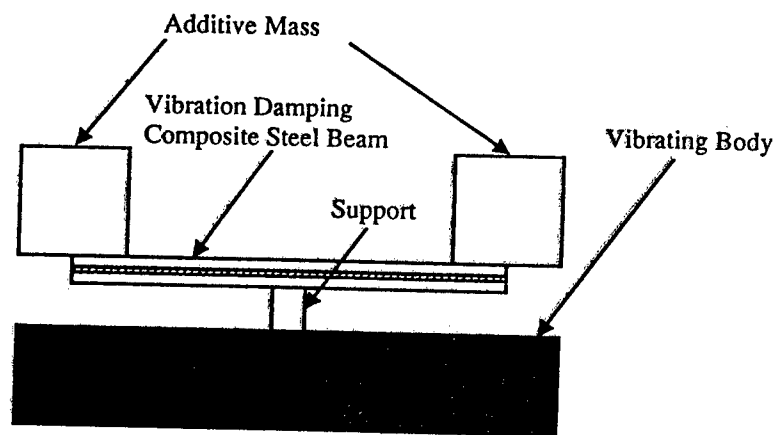 Additive Mass
Vibration Damping
Composite Steel Beam
Vibrating Body
Support